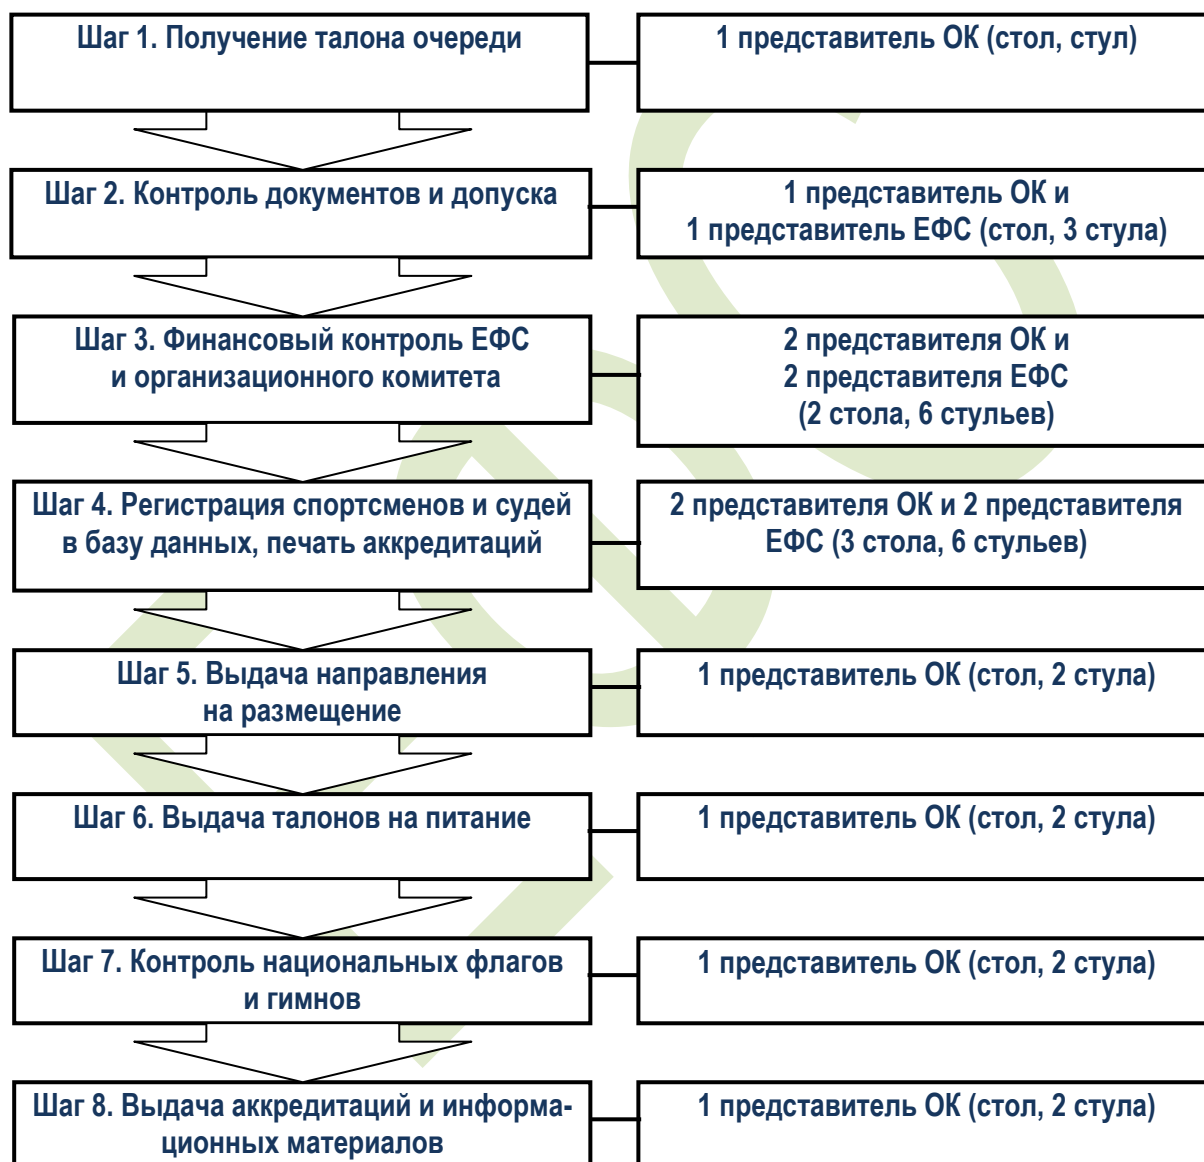 Шаг 1. Получение талона очереди
1 представитель ОК (стол, стул)
Шаг 2. Контроль документов и допуска
1 представитель ОК и
1 представитель ЕФС (стол, 3 стула)
Шаг 3. Финансовый контроль ЕФС
и организационного комитета
2 представителя ОК и
2 представителя ЕФС
(2 стола, 6 стульев)
Шаг 4. Регистрация спортсменов и судей
в базу данных, печать аккредитаций
2 представителя ОК и 2 представителя
ЕФС (3 стола, 6 стульев)
Шаг 5. Выдача направления
на размещение
1 представитель ОК (стол, 2 стула)
Шаг 6. Выдача талонов на питание
1 представитель ОК (стол, 2 стула)
Шаг 7. Контроль национальных флагов
и гимнов
1 представитель ОК (стол, 2 стула)
Шаг 8. Выдача аккредитаций и информа-
ционных материалов
1 представитель ОК (стол, 2 стула)